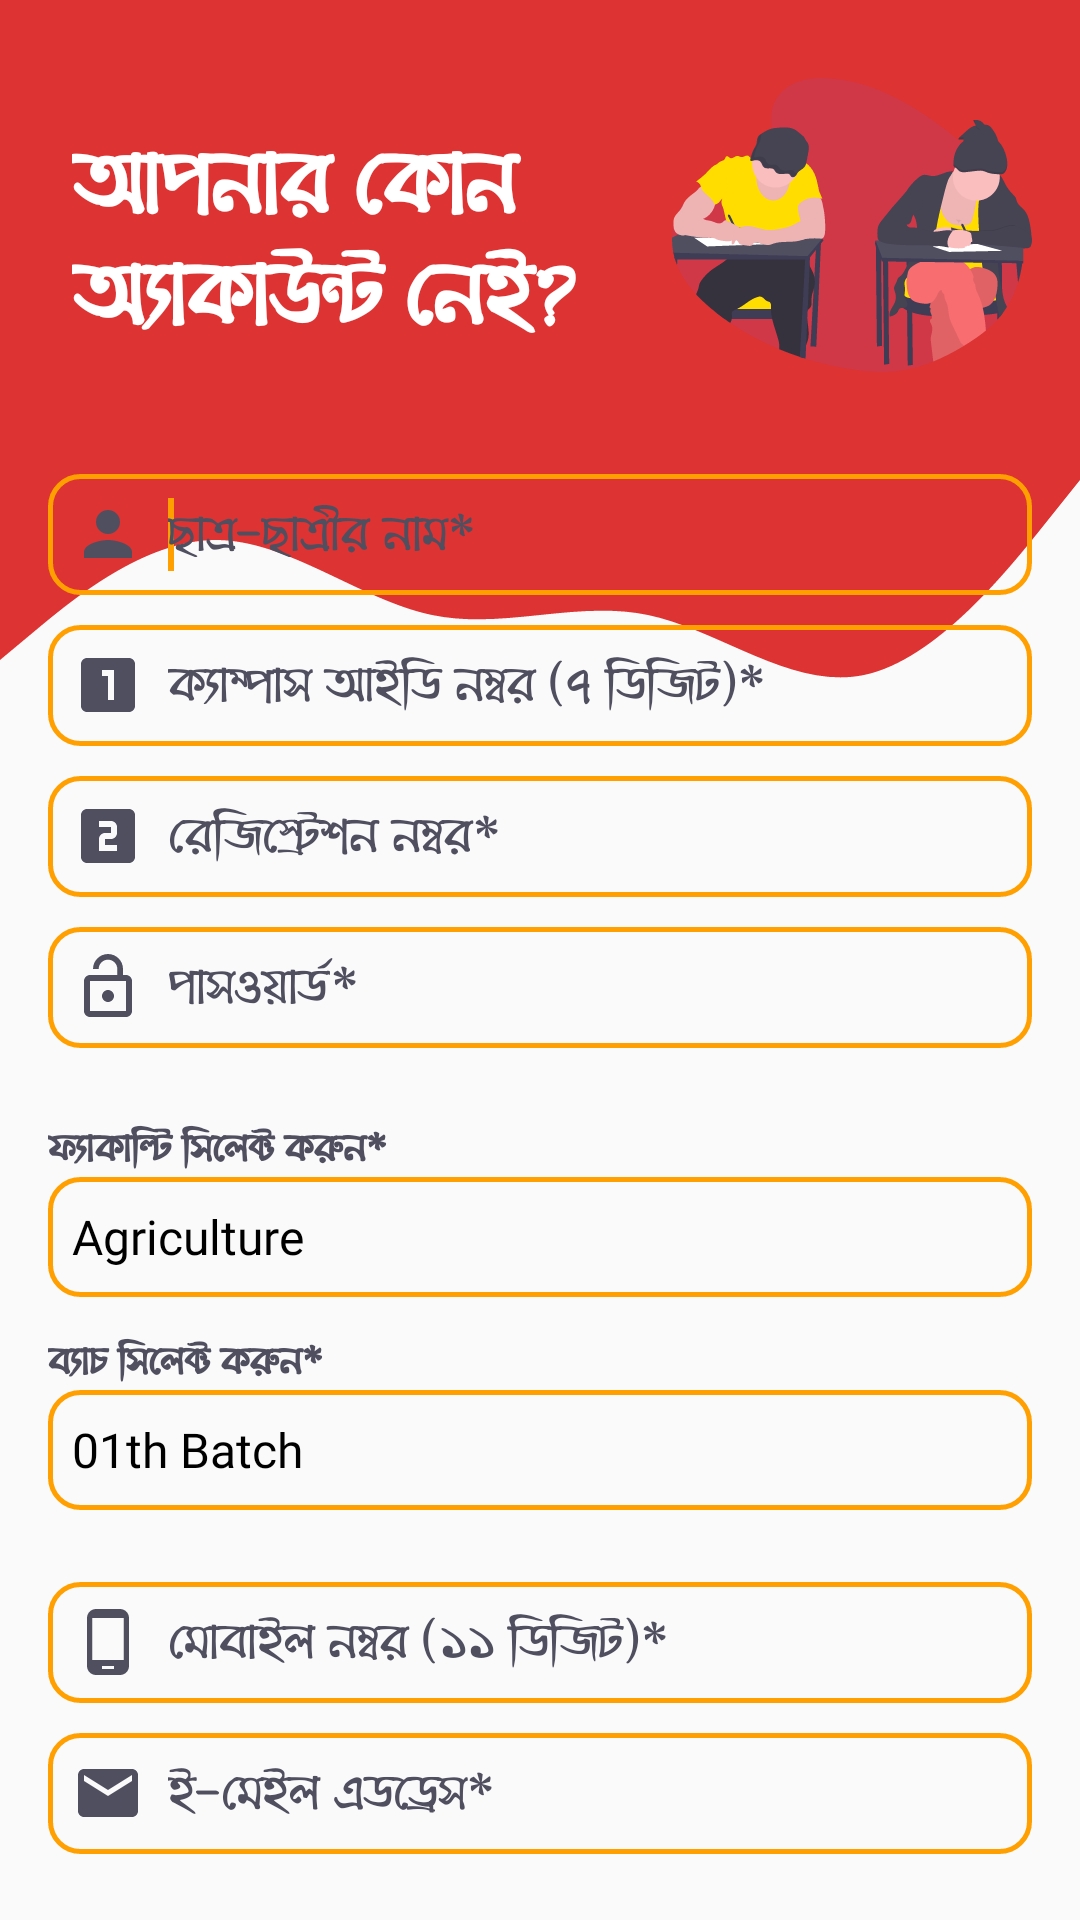 আপনার কোন
অ্যাকাউন্ট নেই?
ছাত্র-ছাত্রীর নাম*
1 ক্যাম্পাস আইডি নম্বর (৭ ডিজিট)*
2 রেজিস্ট্রেশন নম্বর*
পাসওয়ার্ড*
ফ্যাকাল্টি সিলেক্ট করুন*
Agriculture
ব্যাচ সিলেক্ট করুন*
01th Batch
মোবাইল নম্বর (১১ ডিজিট)*
ই-মেইল এডড্রেস*